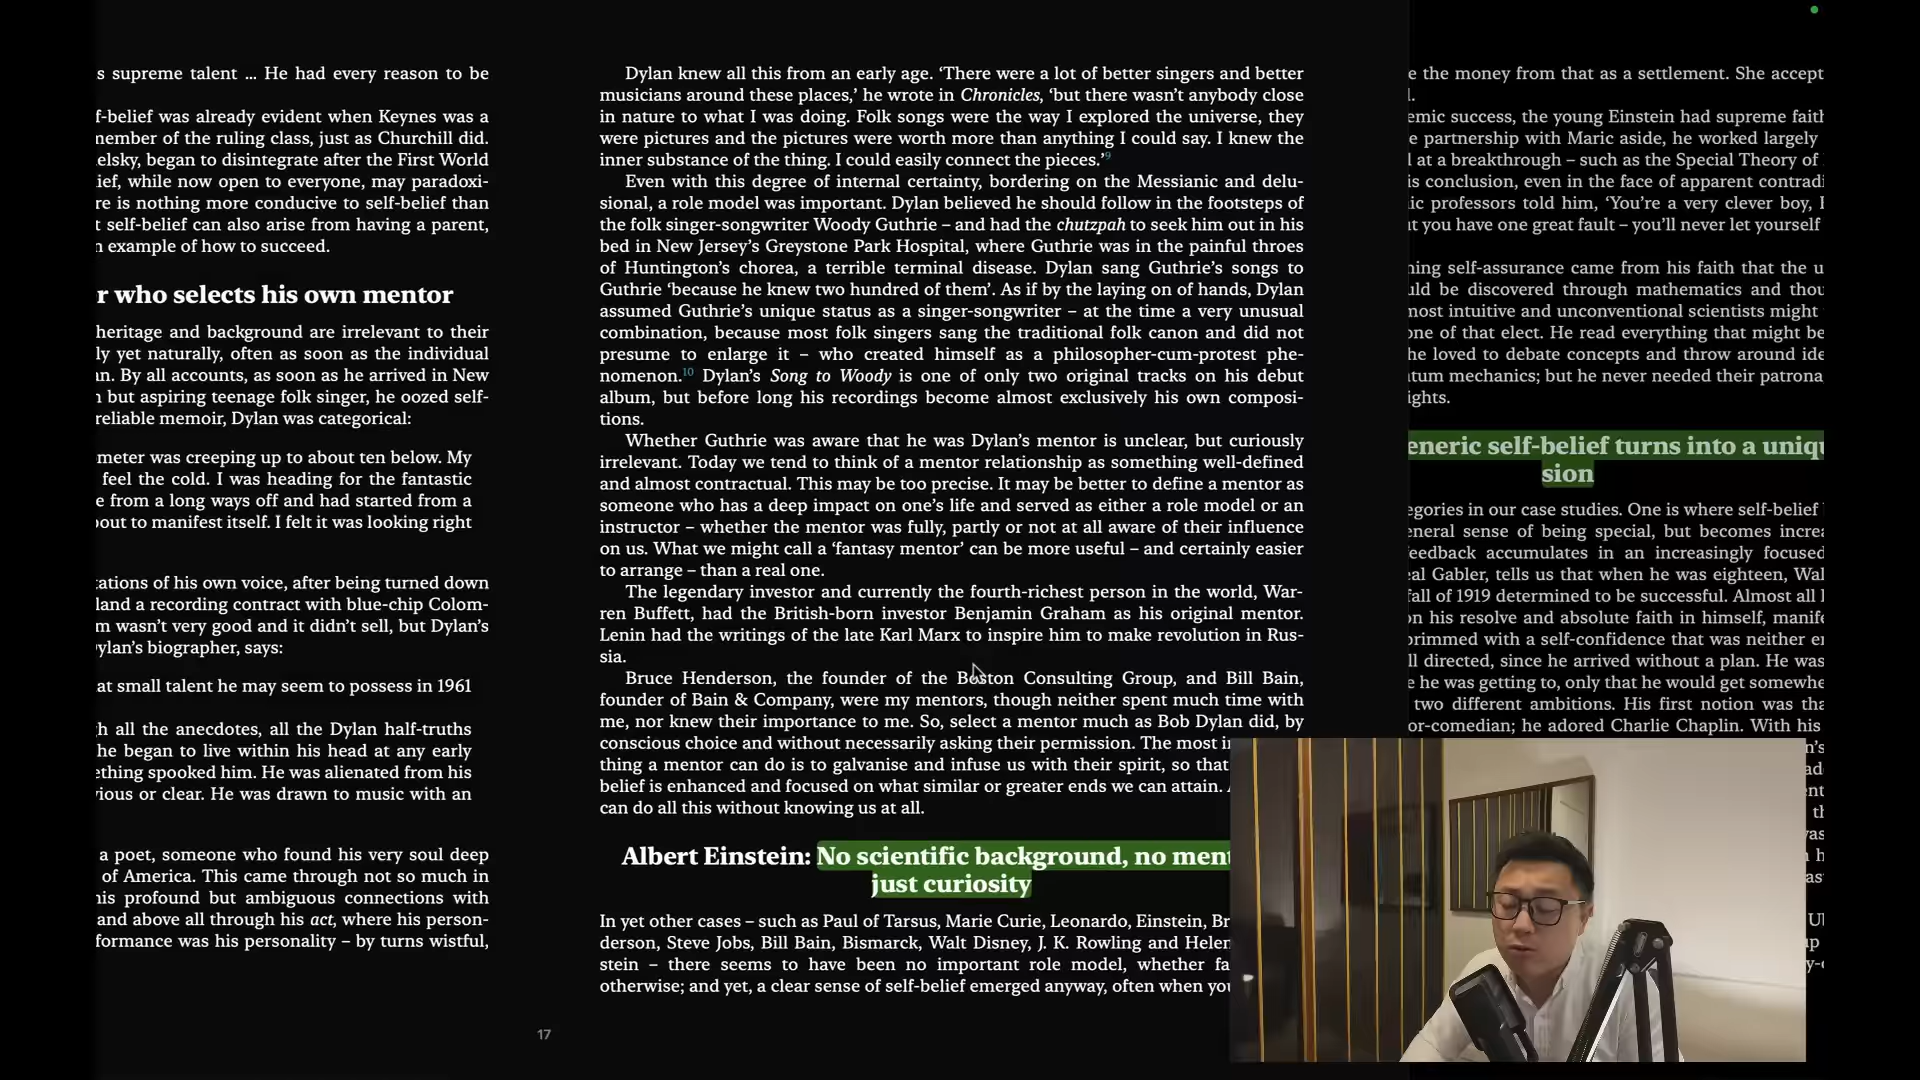 s supreme talent ... He had every reason to be
f-belief was already evident when Keynes was a
nember of the ruling class, just as Churchill did.
elsky, began to disintegrate after the First World
ief, while now open to everyone, may paradoxi-
re is nothing more conducive to self-belief than
t self-belief can also arise from having a parent,
n example of how to succeed.
r who selects his own mentor
heritage and background are irrelevant to their
ly yet naturally, often as soon as the individual
an. By all accounts, as soon as he arrived in New
n but aspiring teenage folk singer, he oozed self-
reliable memoir, Dylan was categorical:
ometer was creeping up to about ten below. My
feel the cold. I was heading for the fantastic
e from a long ways off and had started from a
bout to manifest itself. I felt it was looking right
tations of his own voice, after being turned down
land a recording contract with blue-chip Colom-
m wasn't very good and it didn't sell, but Dylan's
ylan's biographer, says:
at small talent he may seem to possess in 1961
h all the anecdotes, all the Dylan half-truths
he began to live within his head at any early
ething spooked him. He was alienated from his
vious or clear. He was drawn to music with an
a poet, someone who found his very soul deep
of America. This came through not so much in
his profound but ambiguous connections with
and above all through his act, where his person-
formance was his personality – by turns wistful,
17
Dylan knew all this from an early age. 'There were a lot of better singers and better
musicians around these places,' he wrote in Chronicles, 'but there wasn't anybody close
in nature to what I was doing. Folk songs were the way I explored the universe, they
were pictures and the pictures were worth more than anything I could say. I knew the
inner substance of the thing. I could easily connect the pieces.'9
Even with this degree of internal certainty, bordering on the Messianic and delu-
sional, a role model was important. Dylan believed he should follow in the footsteps of
the folk singer-songwriter Woody Guthrie – and had the chutzpah to seek him out in his
bed in New Jersey's Greystone Park Hospital, where Guthrie was in the painful throes
of Huntington's chorea, a terrible terminal disease. Dylan sang Guthrie's songs to
Guthrie 'because he knew two hundred of them'. As if by the laying on of hands, Dylan
assumed Guthrie's unique status as a singer-songwriter – at the time a very unusual
combination, because most folk singers sang the traditional folk canon and did not
presume to enlarge it – who created himself as a philosopher-cum-protest phe-
nomenon.10 Dylan's Song to Woody is one of only two original tracks on his debut
album, but before long his recordings become almost exclusively his own composi-
tions.
Whether Guthrie was aware that he was Dylan's mentor is unclear, but curiously
irrelevant. Today we tend to think of a mentor relationship as something well-defined
and almost contractual. This may be too precise. It may be better to define a mentor as
someone who has a deep impact on one's life and served as either a role model or an
instructor – whether the mentor was fully, partly or not at all aware of their influence
on us. What we might call a 'fantasy mentor' can be more useful – and certainly easier
to arrange – than a real one.
The legendary investor and currently the fourth-richest person in the world, War-
ren Buffett, had the British-born investor Benjamin Graham as his original mentor.
Lenin had the writings of the late Karl Marx to inspire him to make revolution in Rus-
sia.
Bruce Henderson, the founder of the Boston Consulting Group, and Bill Bain,
founder of Bain & Company, were my mentors, though neither spent much time with
me, nor knew their importance to me. So, select a mentor much as Bob Dylan did, by
conscious choice and without necessarily asking their permission. The most i
thing a mentor can do is to galvanise and infuse us with their spirit, so that
belief is enhanced and focused on what similar or greater ends we can attain.
can do all this without knowing us at all.
Albert Einstein: No scientific background, no ment
just curiosity
In yet other cases – such as Paul of Tarsus, Marie Curie, Leonardo, Einstein, Br
derson, Steve Jobs, Bill Bain, Bismarck, Walt Disney, J. K. Rowling and Helen
stein – there seems to have been no important role model, whether fa
otherwise; and yet, a clear sense of self-belief emerged anyway, often when you
e the money from that as a settlement. She accept
l.
emic success, the young Einstein had supreme faith
e partnership with Maric aside, he worked largely
l at a breakthrough – such as the Special Theory of
is conclusion, even in the face of apparent contradi
ic professors told him, 'You're a very clever boy,
t you have one great fault – you'll never let yourself
ning self-assurance came from his faith that the u
uld be discovered through mathematics and thou
most intuitive and unconventional scientists might
one of that elect. He read everything that might be
he loved to debate concepts and throw around ide
tum mechanics; but he never needed their patrona
ights.
eneric self-belief turns into a uniqu
sion
egories in our case studies. One is where self-belief
eneral sense of being special, but becomes increa
feedback accumulates in an increasingly focused
eal Gabler, tells us that when he was eighteen, Wal
fall of 1919 determined to be successful. Almost all
on his resolve and absolute faith in himself, manife
primmed with a self-confidence that was neither e
ll directed, since he arrived without a plan. He was
e he was getting to, only that he would get somewhe
two different ambitions. His first notion was tha
or-comedian; he adored Charlie Chaplin. With his